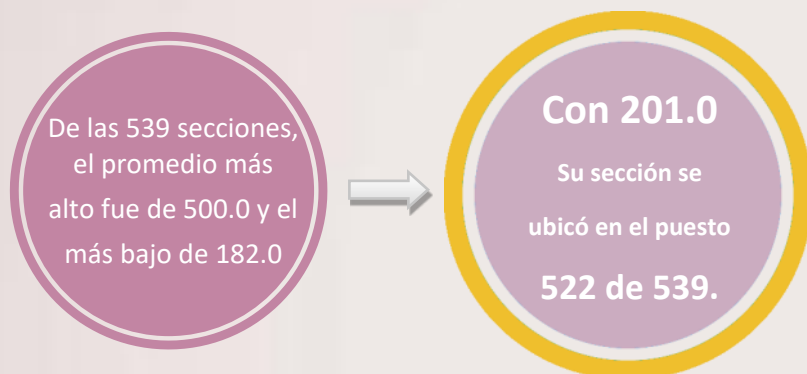 De las 539 secciones,
el promedio más
alto fue de 500.0 y el
más bajo de 182.0
Con 201.0
Su sección se
ubicó en el puesto
522 de 539.